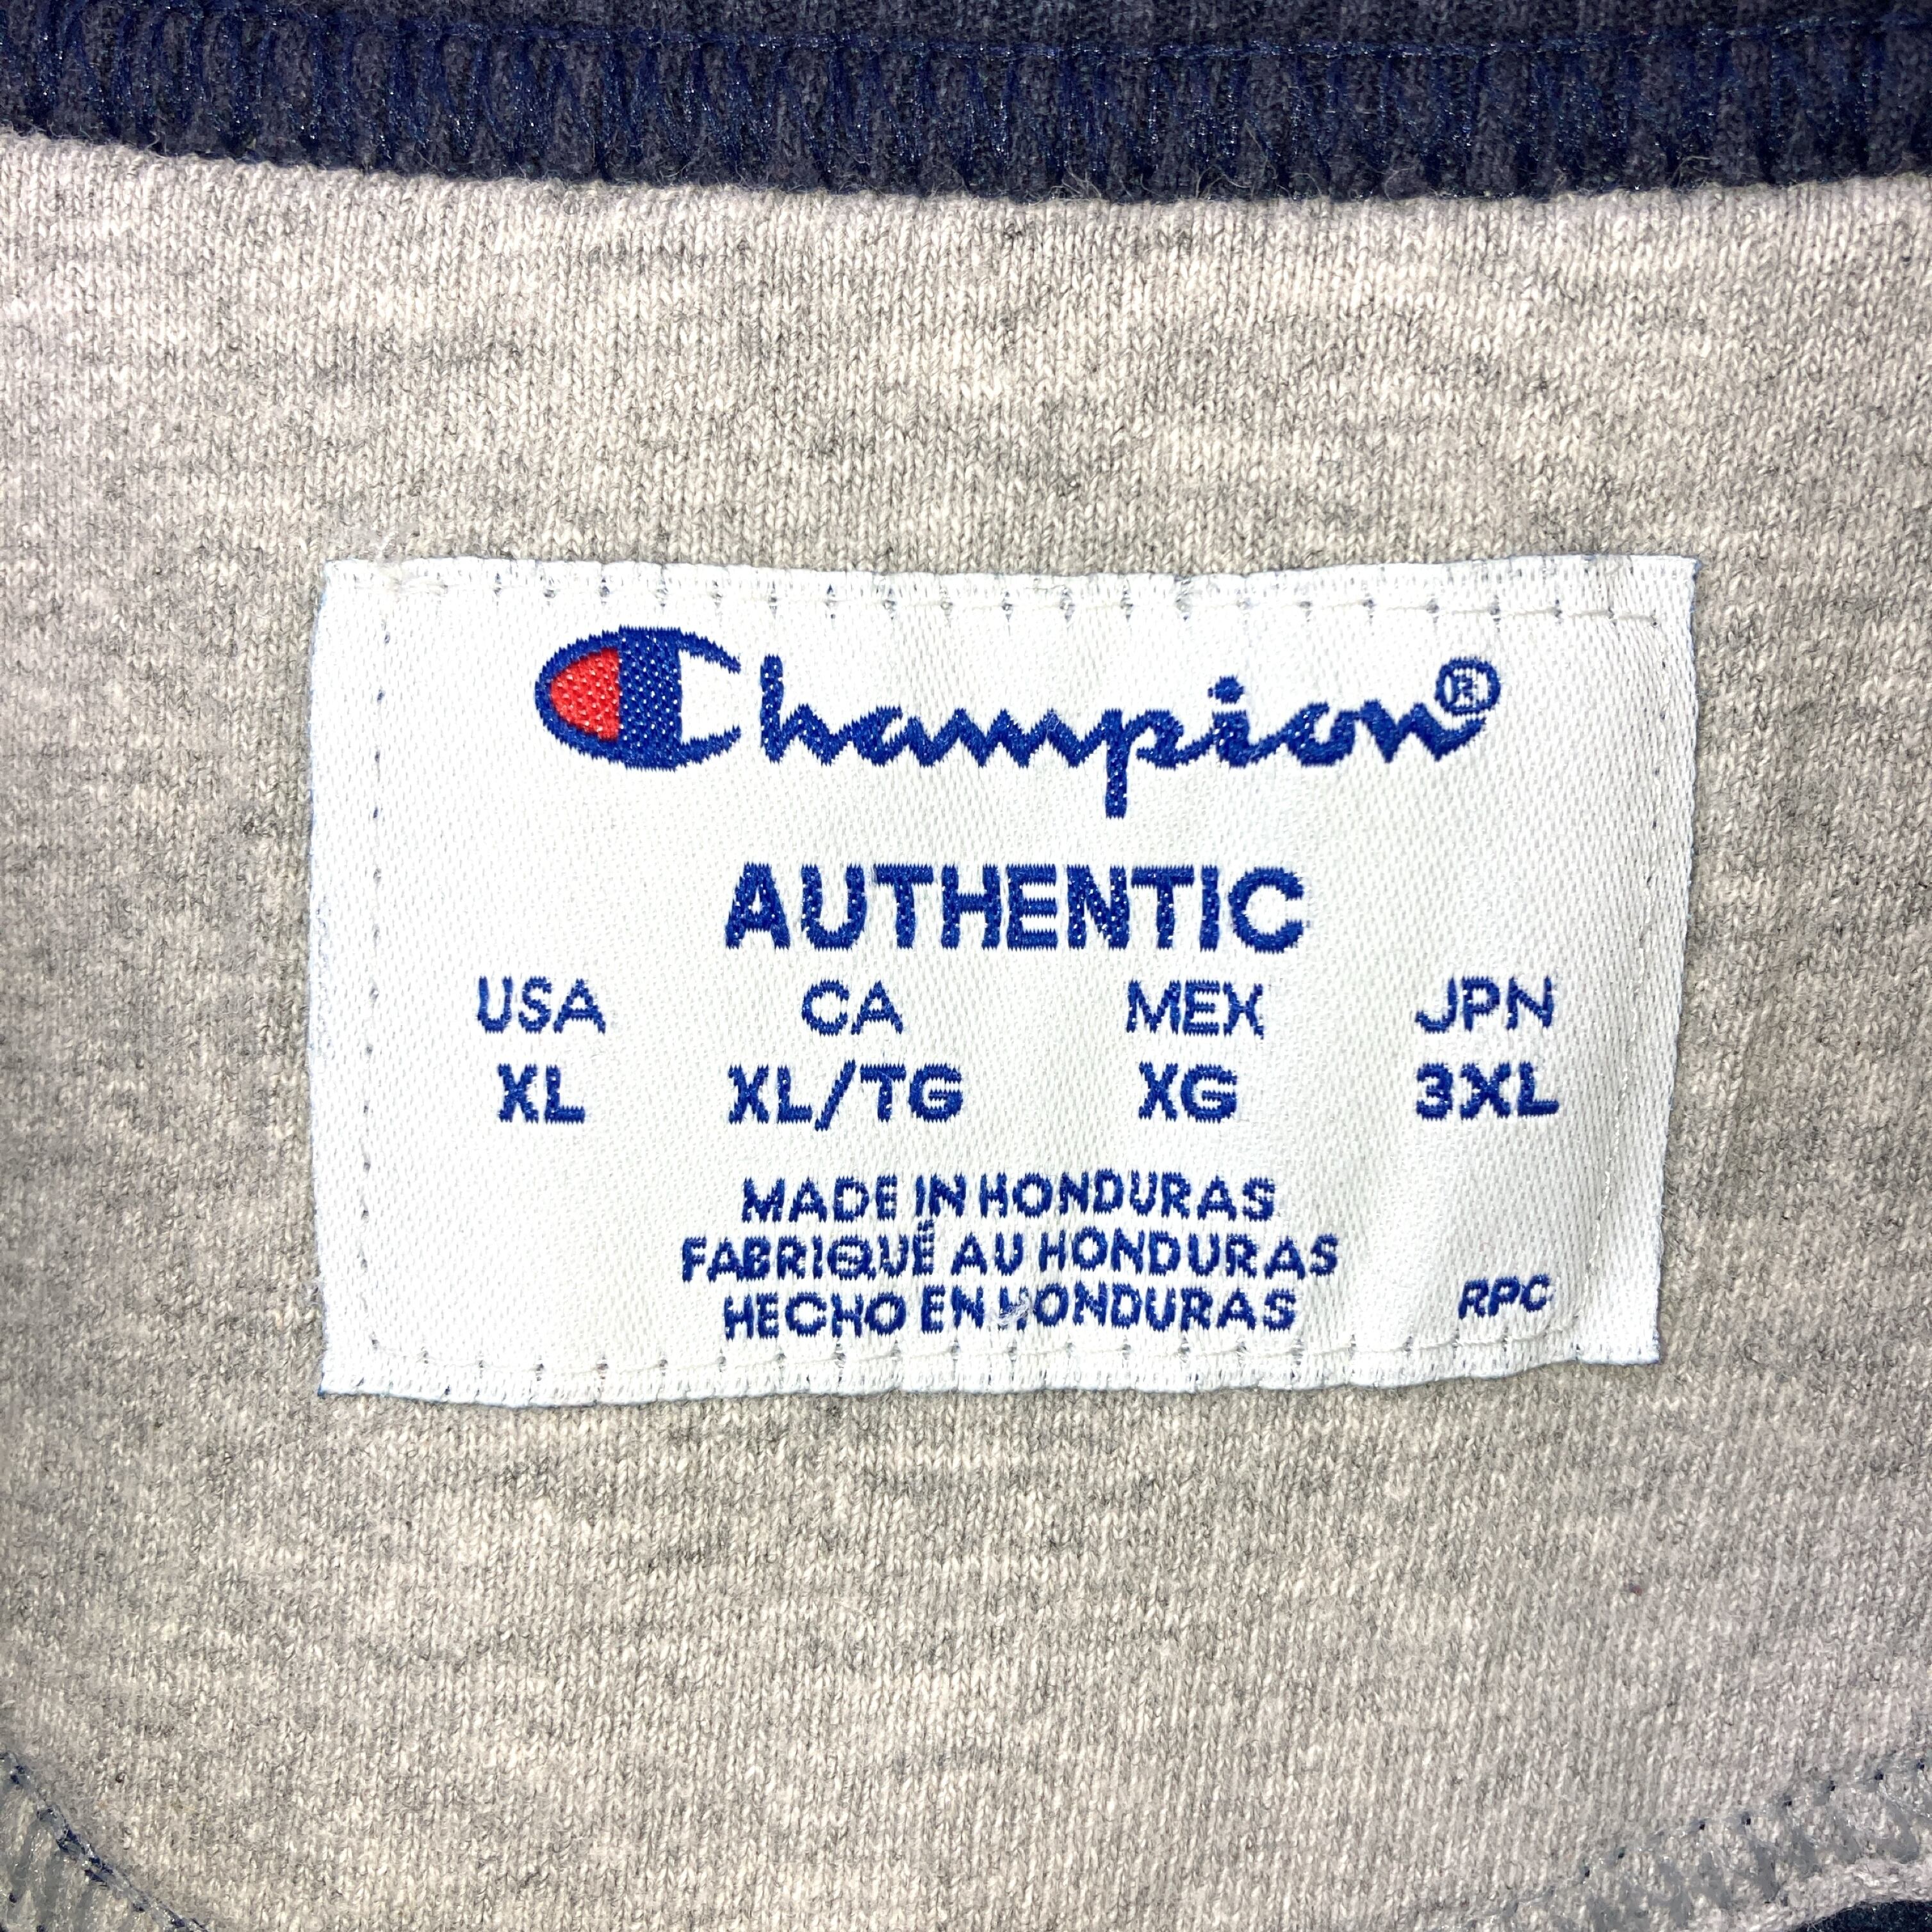 Champion®
AUTHENTIC
USA CA MEX JPN
XL XL/TG XG 3XL
MADE IN HONDURAS
FABRIQUÉ AU HONDURAS
HECHO EN HONDURAS
RPC